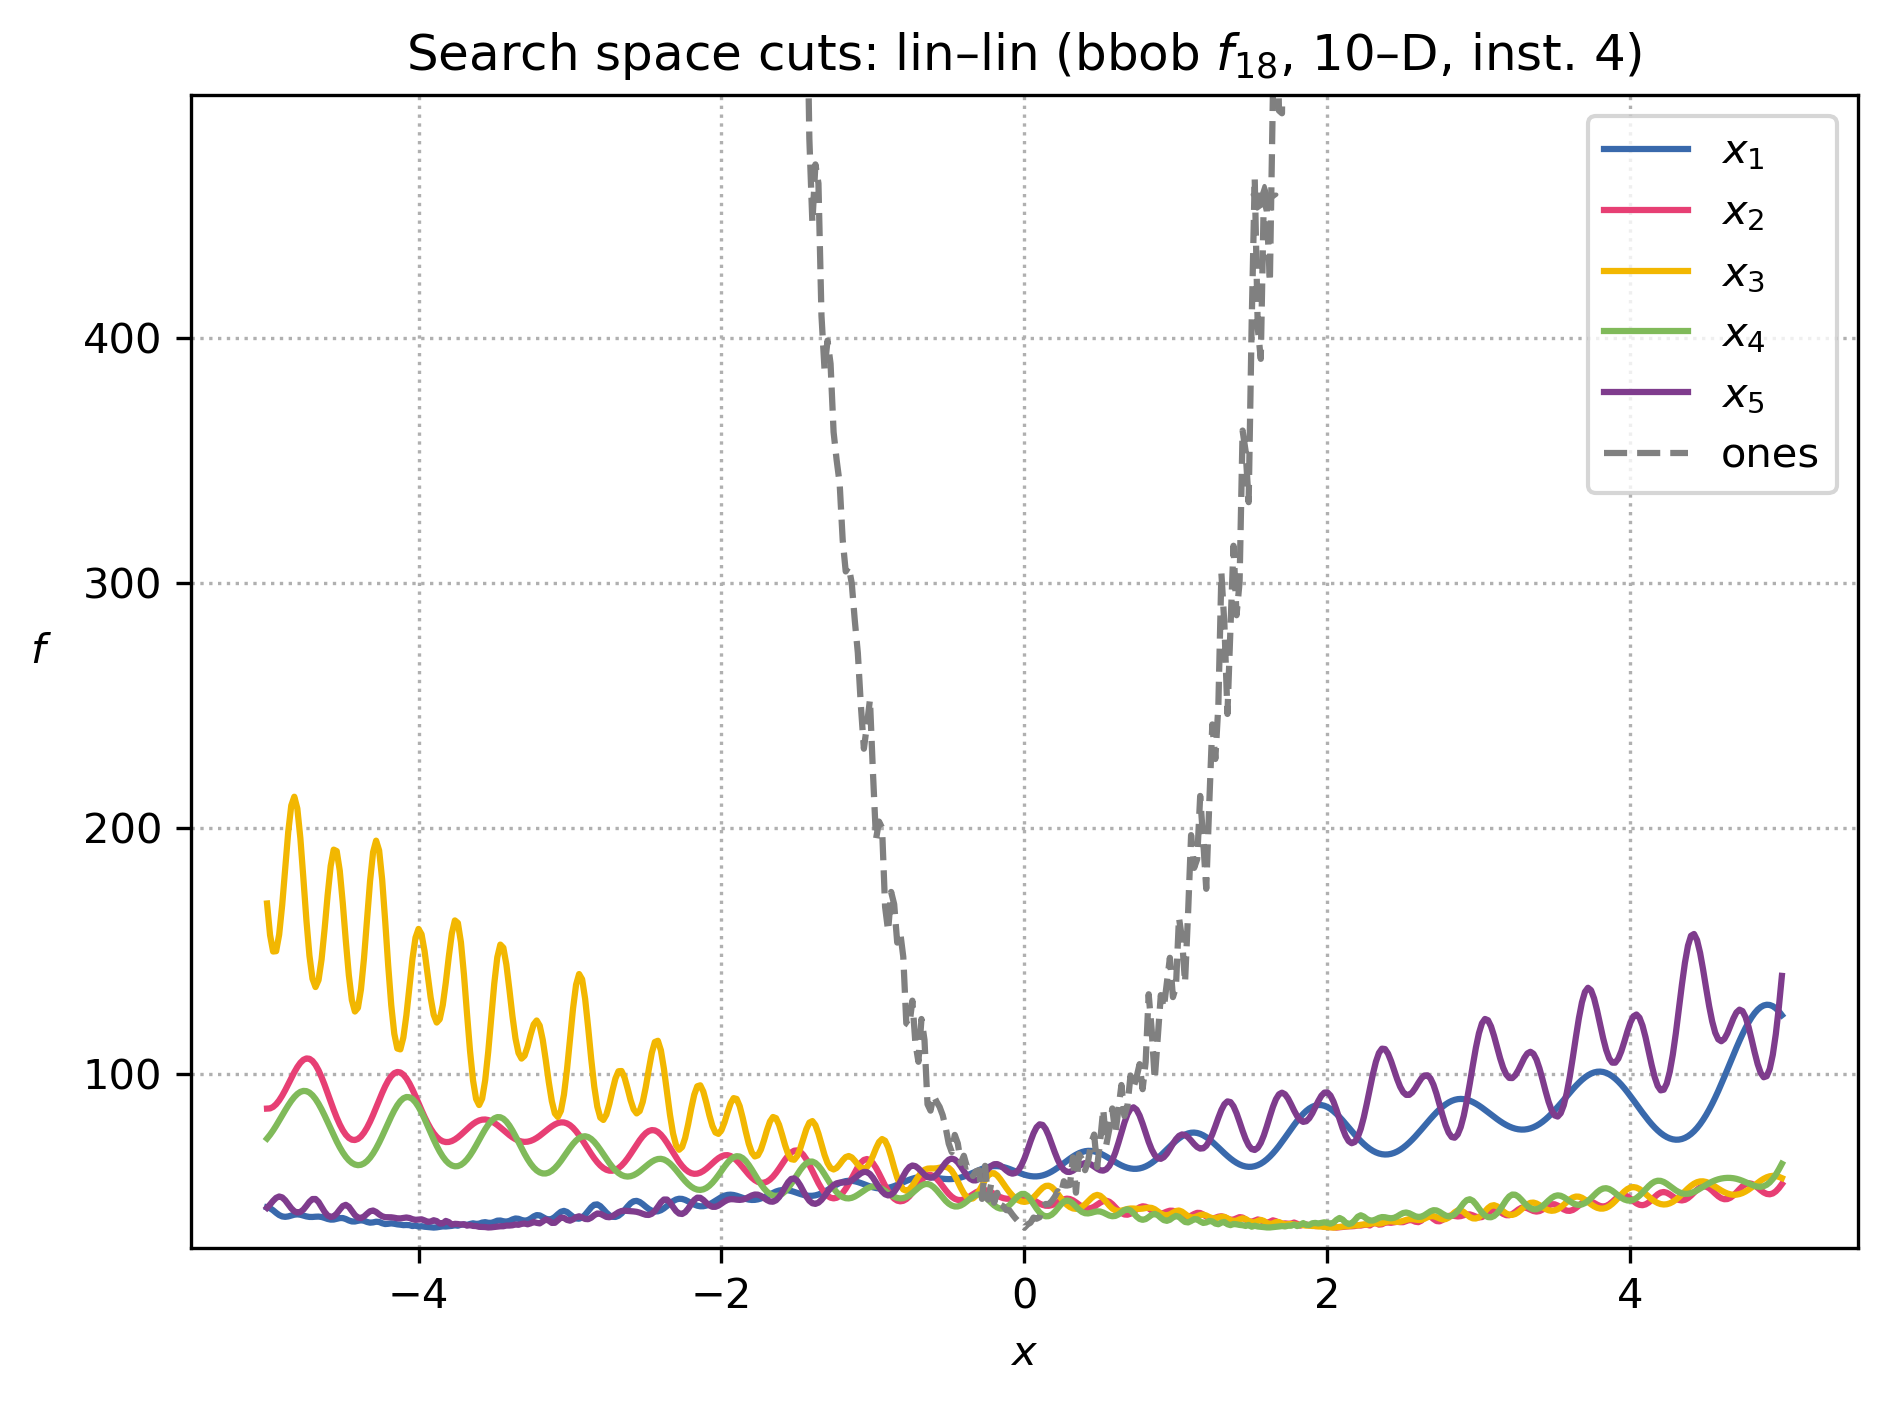 Search space cuts: lin–lin (bbob f18, 10–D, inst. 4)
x1
x2
x3
x4
x5
ones
400
300
200
100
f
−4
−2
0
2
4
x